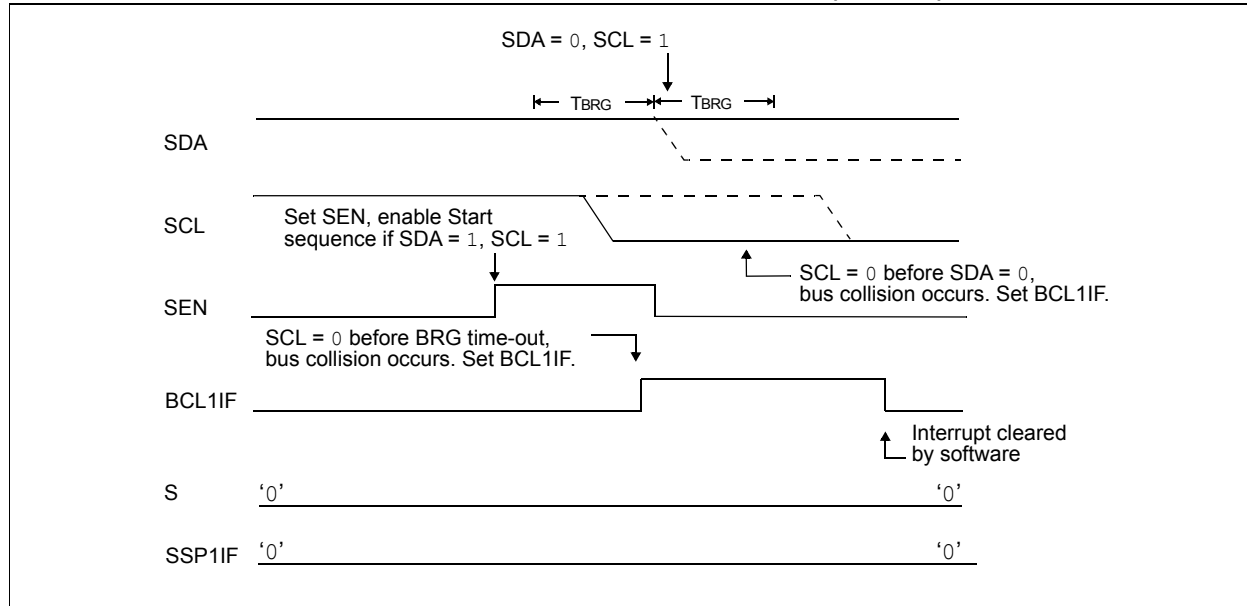 SDA = 0, SCL = 1
TBRG TBRG
SDA
SCL
Set SEN, enable Start
sequence if SDA = 1, SCL = 1
SCL = 0 before SDA = 0,
bus collision occurs. Set BCL1IF.
SEN
SCL = 0 before BRG time-out,
bus collision occurs. Set BCL1IF.
BCL1IF
Interrupt cleared
by software
S ‘0’ ‘0’
SSP1IF ‘0’ ‘0’